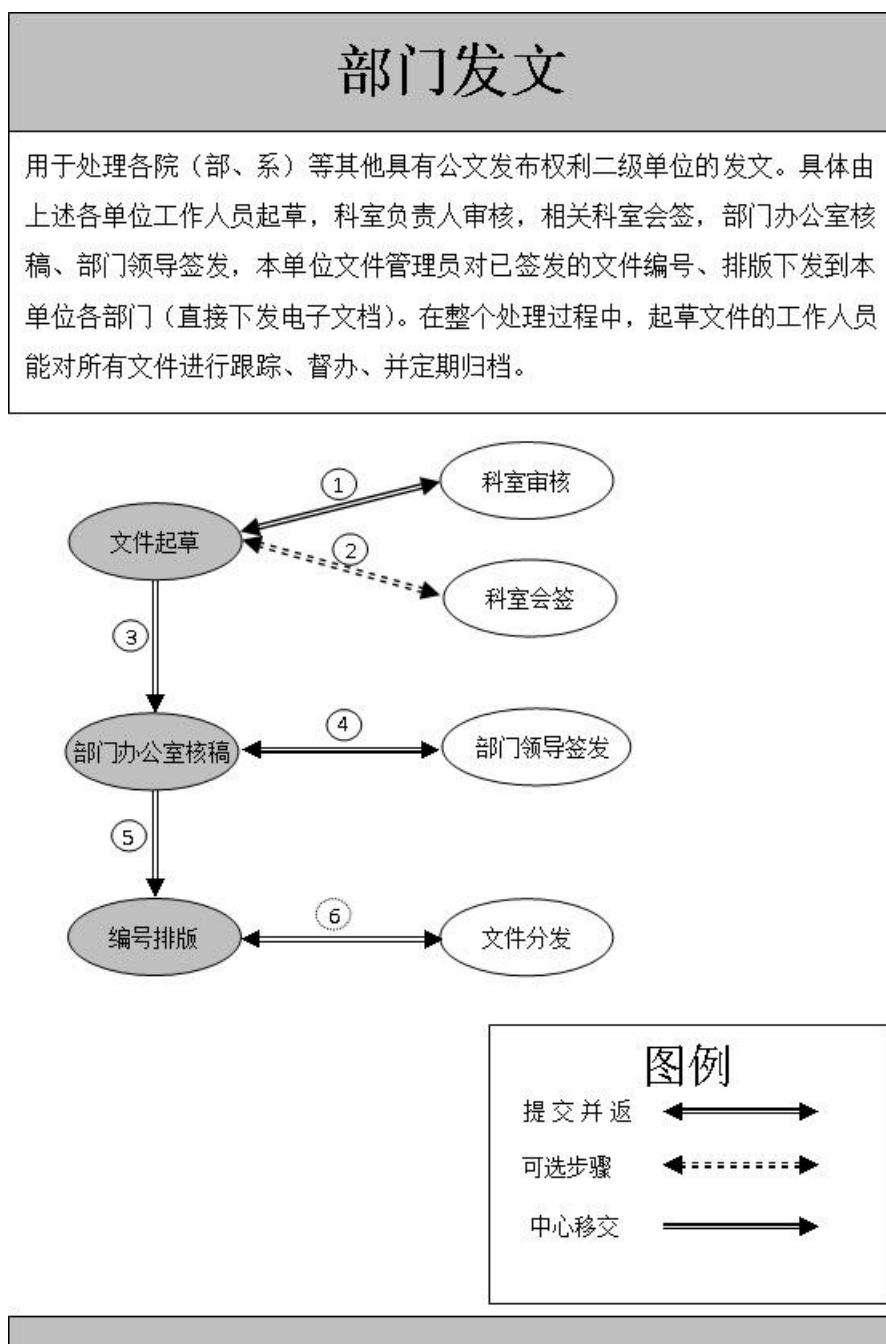 部门发文
用于处理各院（部、系）等其他具有公文发布权利二级单位的发文。具体由
上述各单位工作人员起草，科室负责人审核，相关科室会签，部门办公室核
稿、部门领导签发，本单位文件管理员对已签发的文件编号、排版下发到本
单位各部门（直接下发电子文档）。在整个处理过程中，起草文件的工作人员
能对所有文件进行跟踪、督办、并定期归档。
1
科室审核
文件起草
2
科室会签
3
4
部门办公室核稿
部门领导签发
5
6
编号排版
文件分发
图例
提交并返
可选步骤
中心移交